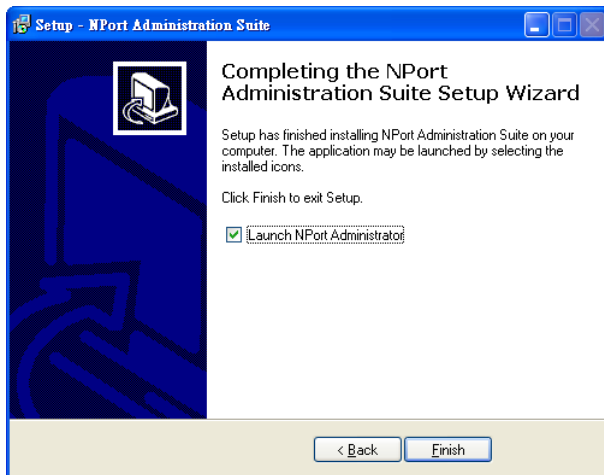 Setup - NPort Administration Suite
Completing the NPort
Administration Suite Setup Wizard
Setup has finished installing NPort Administration Suite on your
computer. The application may be launched by selecting the
installed icons.
Click Finish to exit Setup.
Launch NPort Administrator
< Back
Finish